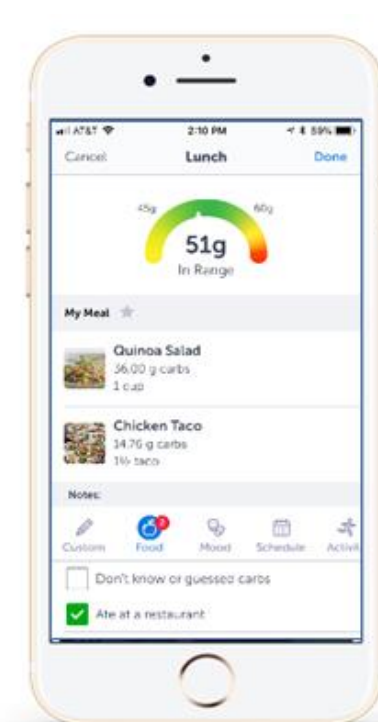 AT&T 2:10 PM 59%
Cancel Lunch Done
45g 60g
51g
In Range
My Meal
Quinoa Salad
36.00 g carbs
1 cup
Chicken Taco
14.76 g carbs
1½ taco
Notes:
2
Custom Food Mood Schedule Activit
Don't know or guessed carbs
Ate at a restaurant